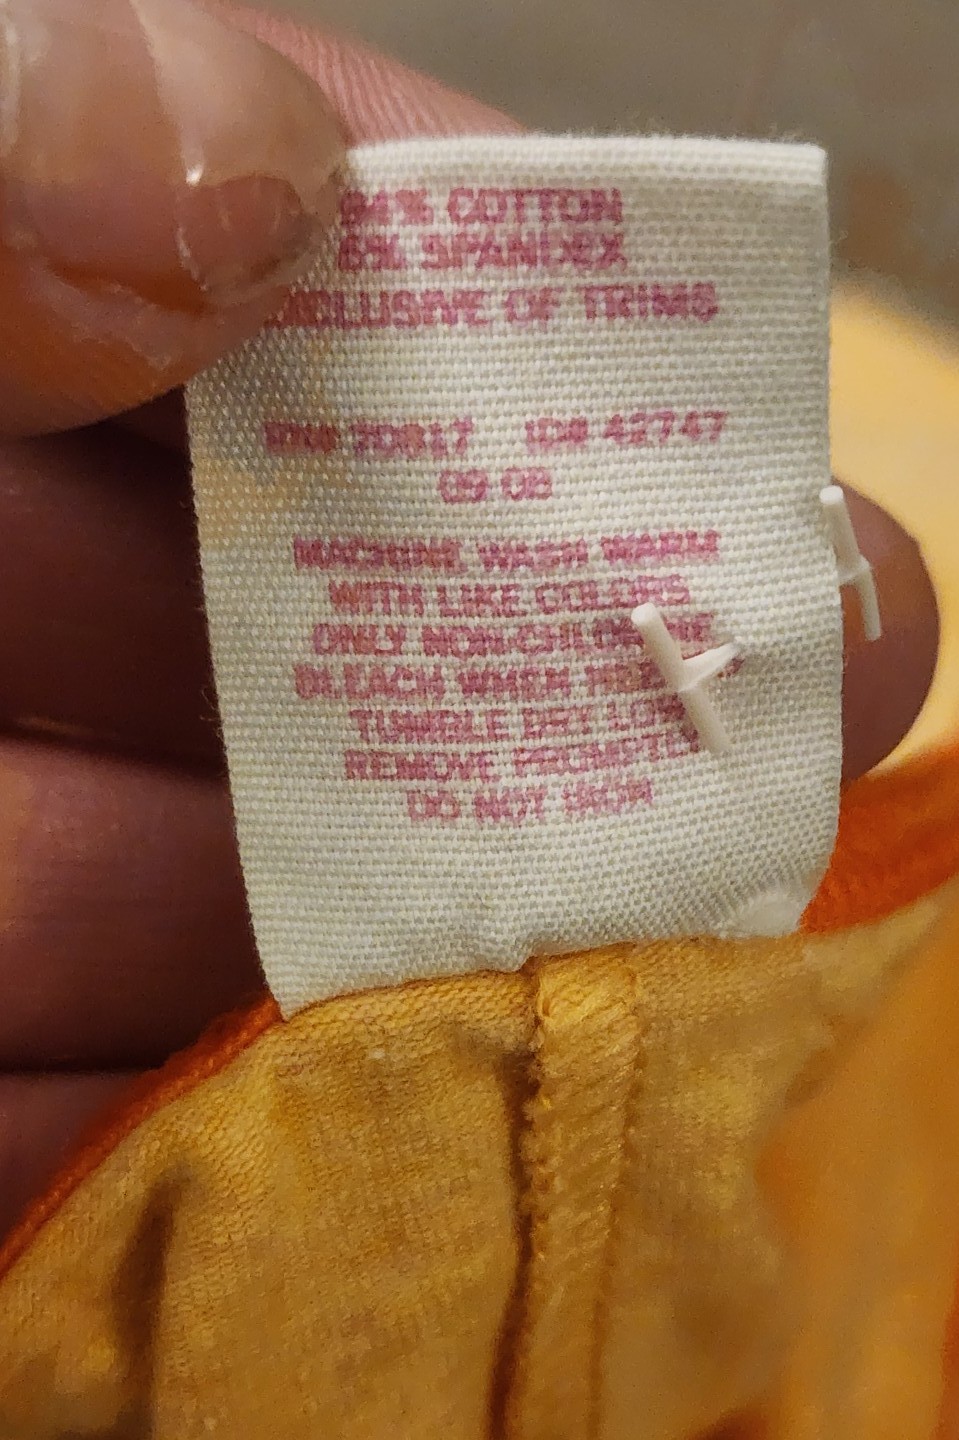 94% COTTON
6% SPANDEX
EXCLUSIVE OF TRIMS
RN# 70817 ID# 42747
09 08
MACHINE WASH WARM
WITH LIKE COLORS
ONLY NON-CHLORINE
BLEACH WHEN
TUMBLE DRY LOW
REMOVE PROMPTLY
DO NOT IRON